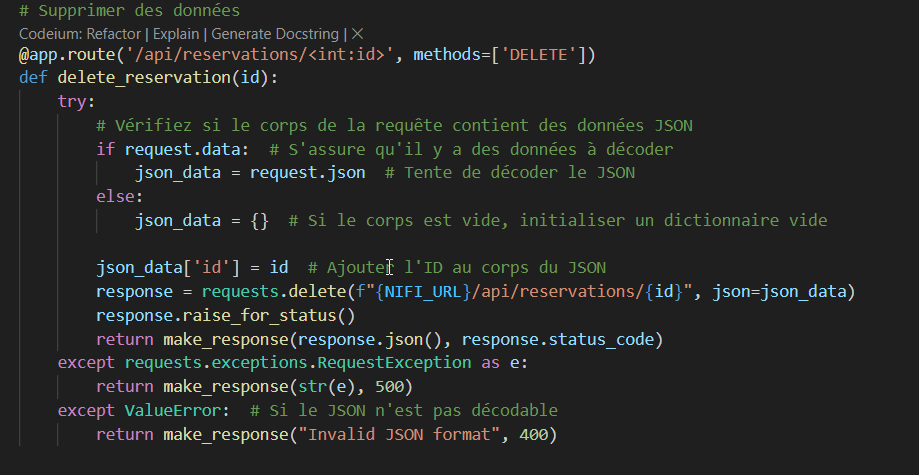 # Supprimer des données
Codeium: Refactor | Explain | Generate Docstring | ×
@app.route('/api/reservations/<int:id>', methods=['DELETE'])
def delete_reservation(id):
    try:
        # Vérifiez si le corps de la requête contient des données JSON
        if request.data:  # S'assure qu'il y a des données à décoder
            json_data = request.json  # Tente de décoder le JSON
        else:
            json_data = {}  # Si le corps est vide, initialiser un dictionnaire vide

        json_data['id'] = id  # Ajouter l'ID au corps du JSON
        response = requests.delete(f"{NIFI_URL}/api/reservations/{id}", json=json_data)
        response.raise_for_status()
        return make_response(response.json(), response.status_code)
    except requests.exceptions.RequestException as e:
        return make_response(str(e), 500)
    except ValueError:  # Si le JSON n'est pas décodable
        return make_response("Invalid JSON format", 400)